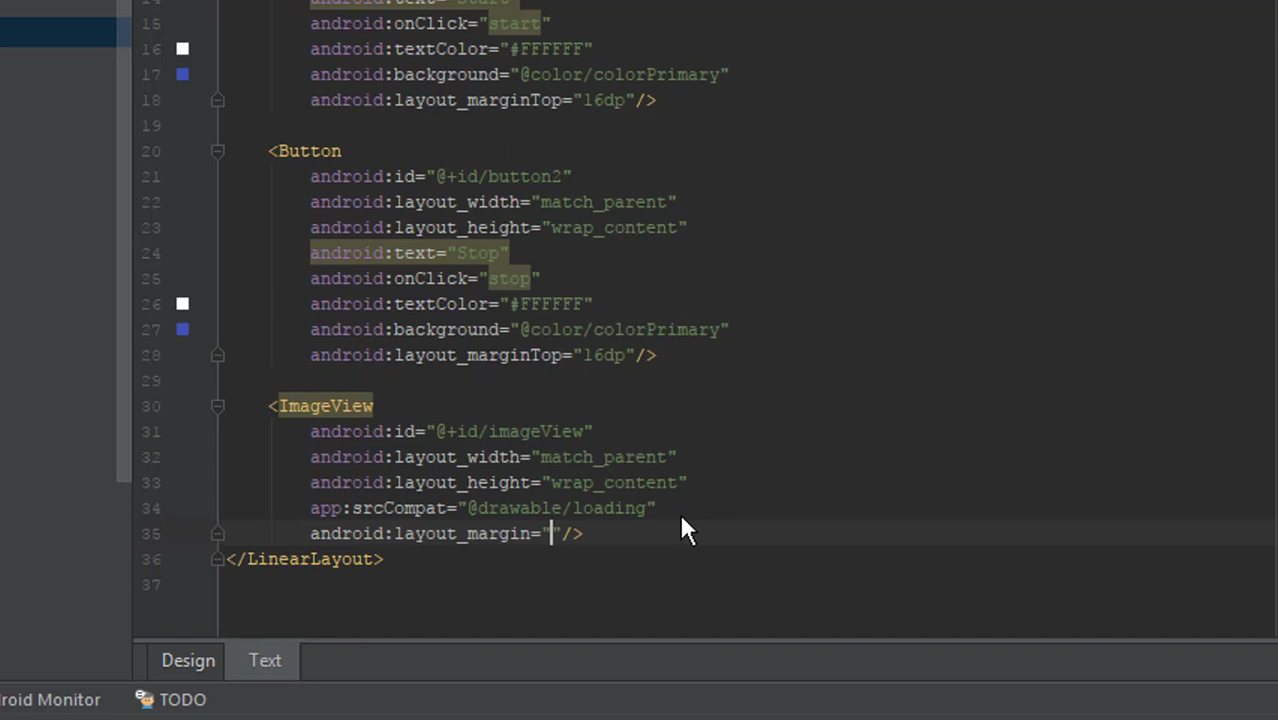 14 android:text="Start"
15 android:onClick="start"
16 android:textColor="#FFFFFF"
17 android:background="@color/colorPrimary"
18 android:layout_marginTop="16dp"/>
19
20 <Button
21 android:id="@+id/button2"
22 android:layout_width="match_parent"
23 android:layout_height="wrap_content"
24 android:text="Stop"
25 android:onClick="stop"
26 android:textColor="#FFFFFF"
27 android:background="@color/colorPrimary"
28 android:layout_marginTop="16dp"/>
29
30 <ImageView
31 android:id="@+id/imageView"
32 android:layout_width="match_parent"
33 android:layout_height="wrap_content"
34 app:srcCompat="@drawable/loading"
35 android:layout_margin=""/>
36 </LinearLayout>
37
Design Text
roid Monitor TODO